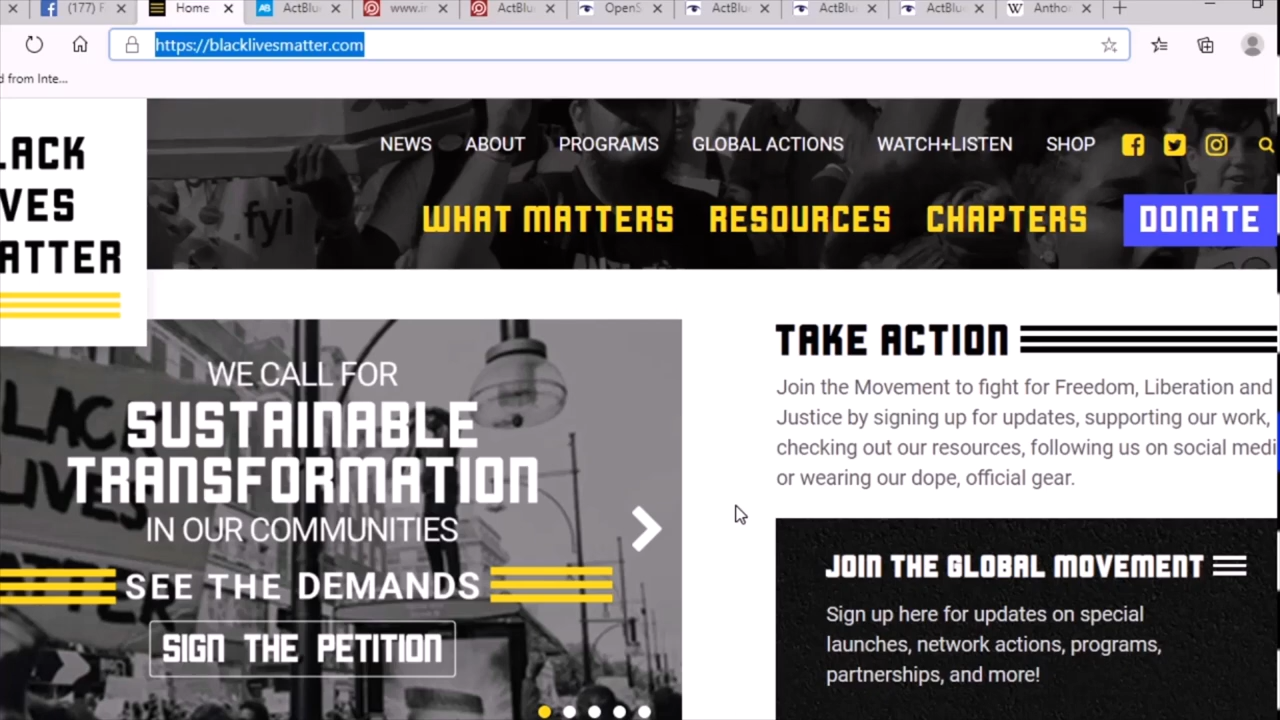 (177) F
Home
ActBlu
www.ir
ActBlu
OpenS
ActBlu
ActBlu
ActBlu
Antho
https://blacklivesmatter.com
d from Inte...
LACK
VES
ATTER
NEWS ABOUT PROGRAMS GLOBAL ACTIONS WATCH+LISTEN SHOP
.fyi
WHAT MATTERS RESOURCES CHAPTERS DONATE
WE CALL FOR
SUSTAINABLE
TRANSFORMATION
IN OUR COMMUNITIES
SEE THE DEMANDS
SIGN THE PETITION
TAKE ACTION
Join the Movement to fight for Freedom, Liberation and
Justice by signing up for updates, supporting our work,
checking out our resources, following us on social medi
or wearing our dope, official gear.
JOIN THE GLOBAL MOVEMENT
Sign up here for updates on special
launches, network actions, programs,
partnerships, and more!